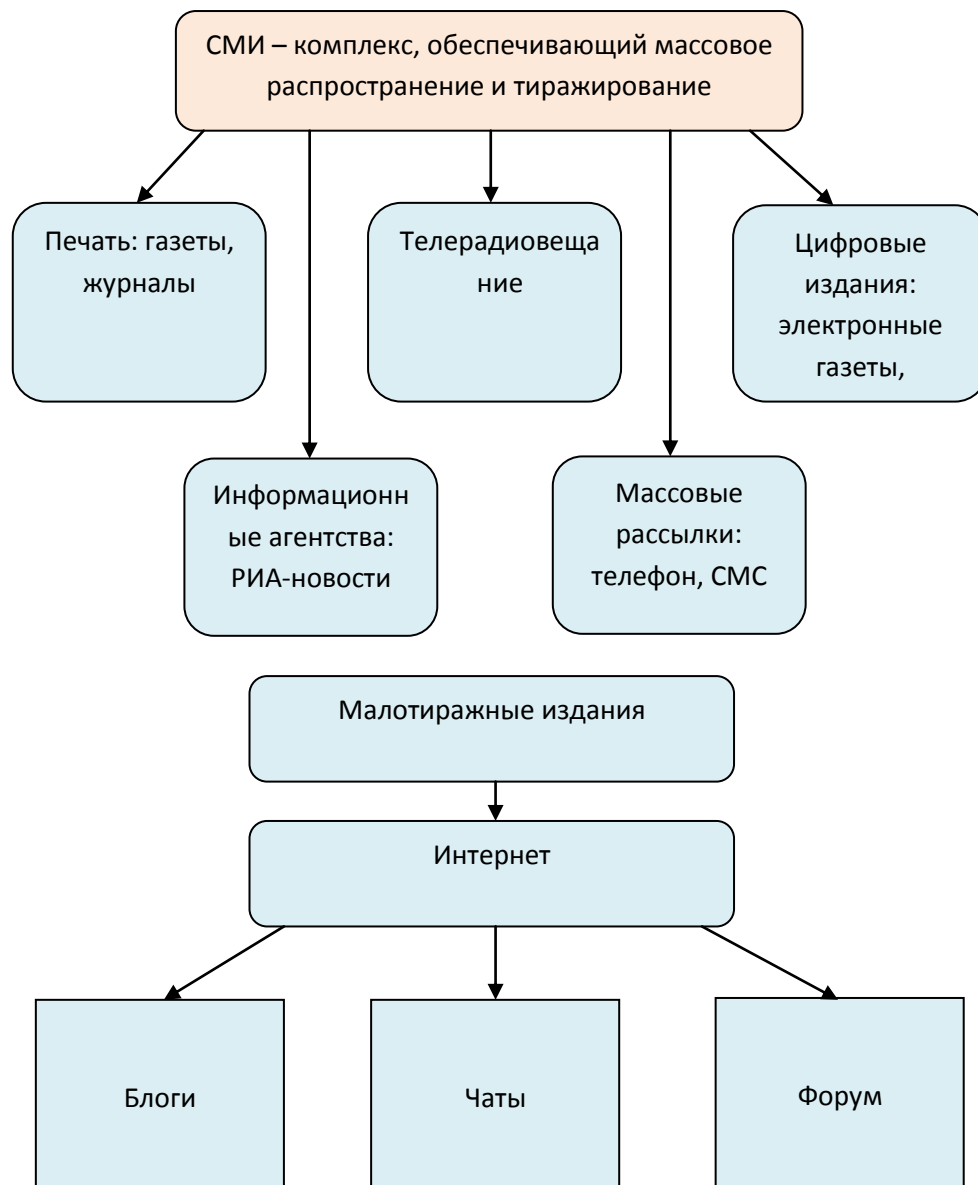 СМИ – комплекс, обеспечивающий массовое
распространение и тиражирование
Печать: газеты,
журналы
Телерадиовеща
ние
Цифровые
издания:
электронные
газеты,
Информационн
ые агентства:
РИА-новости
Массовые
рассылки:
телефон, СМС
Малотиражные издания
Интернет
Блоги
Чаты
Форум